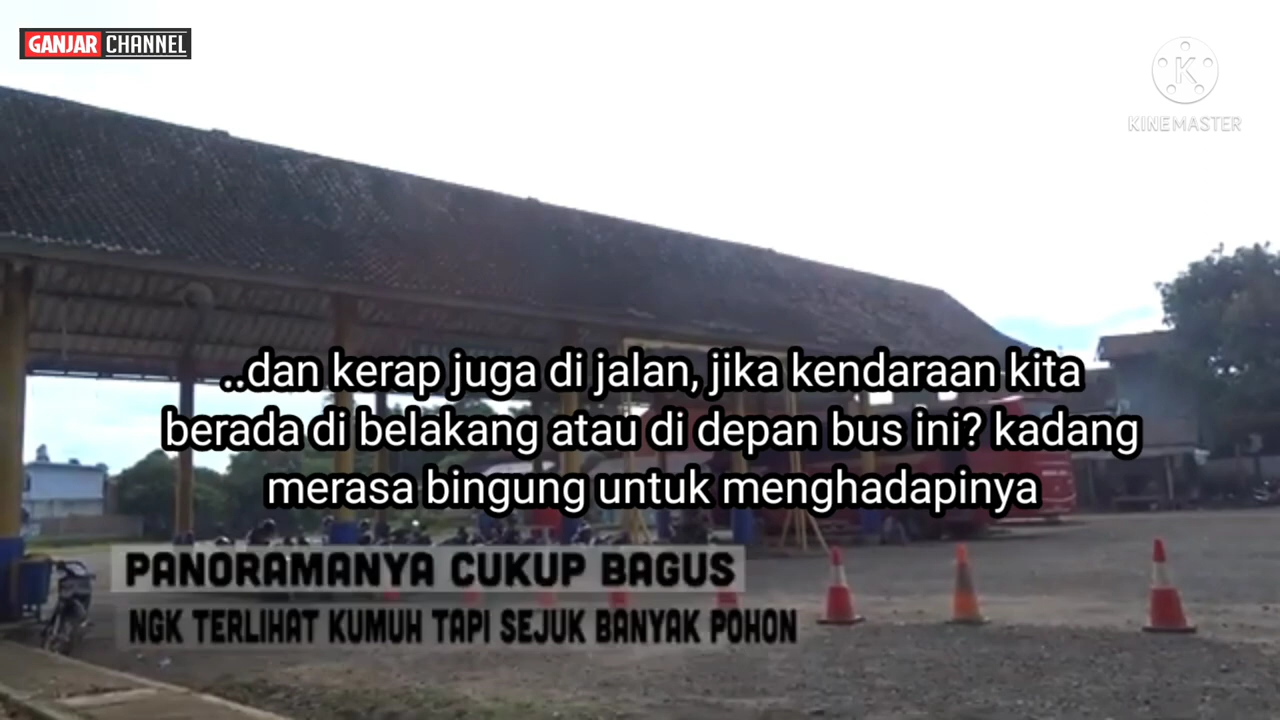 GANJAR CHANNEL
KINEMASTER
..dan kerap juga di jalan, jika kendaraan kita
berada di belakang atau di depan bus ini? kadang
merasa bingung untuk menghadapinya
PANORAMANYA CUKUP BAGUS
NGK TERLIHAT KUMUH TAPI SEJUK BANYAK POHON